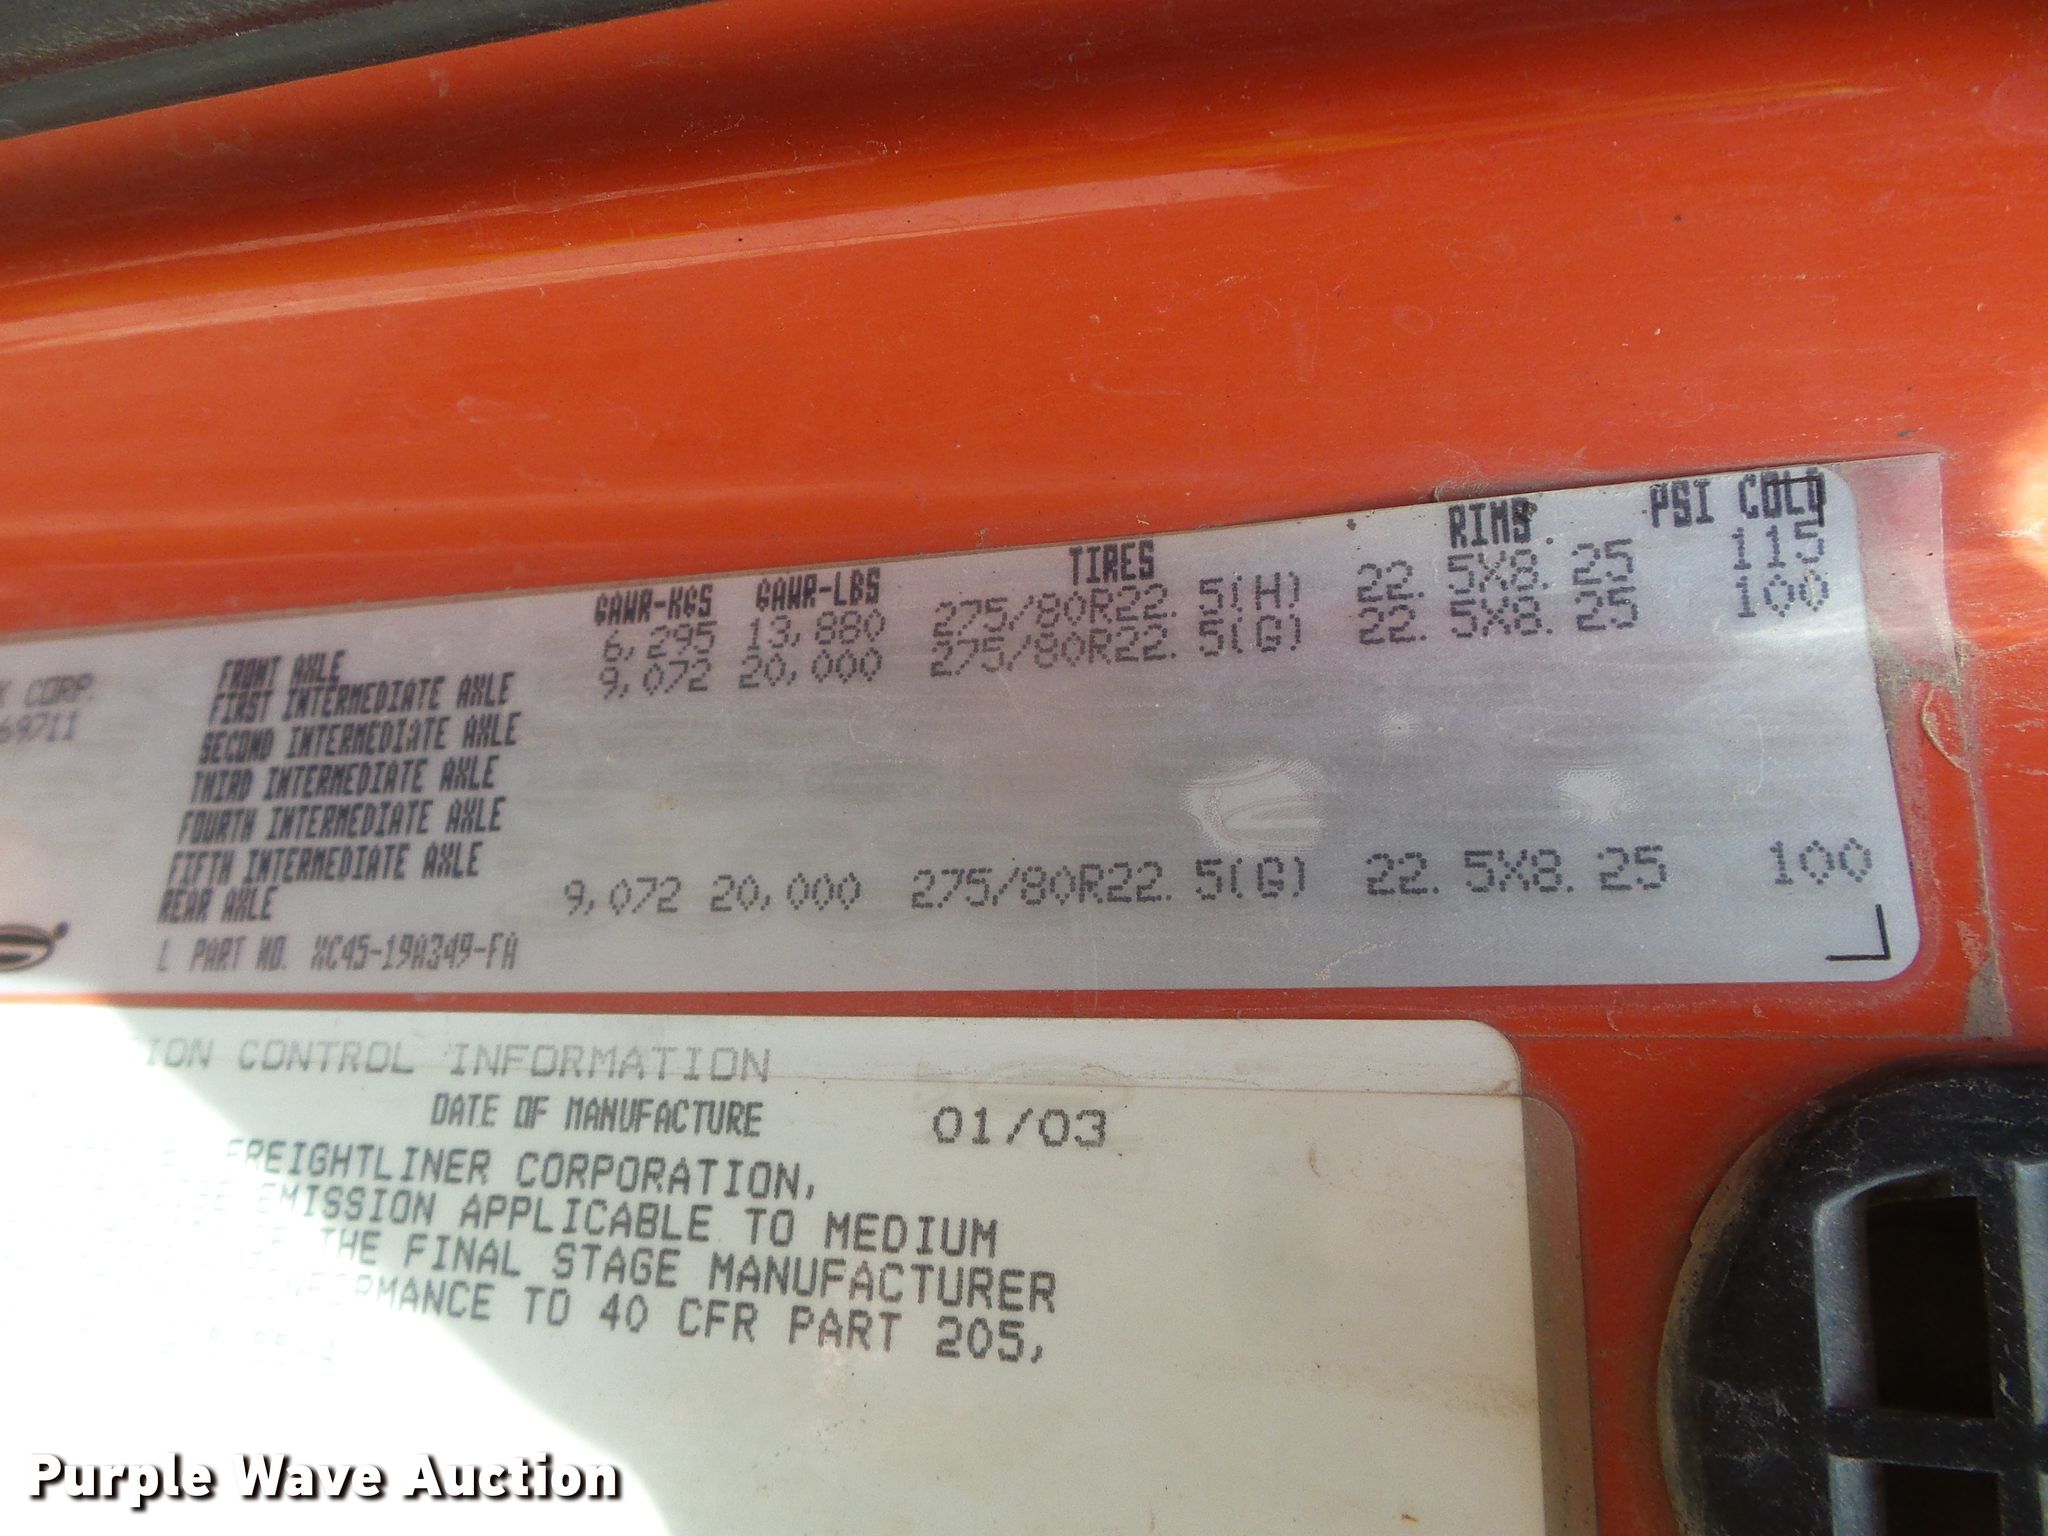 GAWR-KGS GAWR-LBS TIRES RIMS PSI COLD
FRONT AXLE 6,295 13,880 275/80R22.5(H) 22.5X8.25 115
FIRST INTERMEDIATE AXLE 9,072 20,000 275/80R22.5(G) 22.5X8.25 100
SECOND INTERMEDIATE AXLE
THIRD INTERMEDIATE AXLE
FOURTH INTERMEDIATE AXLE
FIFTH INTERMEDIATE AXLE
REAR AXLE 9,072 20,000 275/80R22.5(G) 22.5X8.25 100
L PART NO. XC45-19A349-FA
K CORP.
69711
ION CONTROL INFORMATION
DATE OF MANUFACTURE 01/03
FREIGHTLINER CORPORATION,
EMISSION APPLICABLE TO MEDIUM
THE FINAL STAGE MANUFACTURER
CONFORMANCE TO 40 CFR PART 205,
Purple Wave Auction